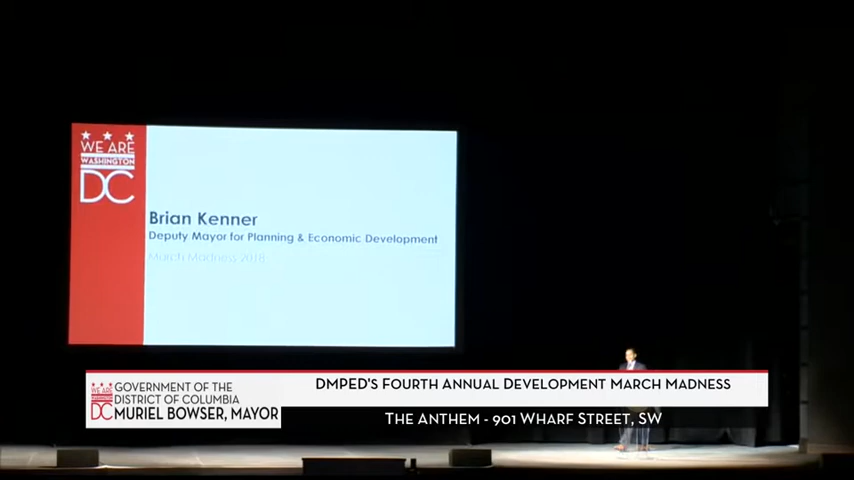 WE ARE
WASHINGTON
DC
Brian Kenner
Deputy Mayor for Planning & Economic Development
March Madness 2018
WE ARE
WASHINGTON
DC
GOVERNMENT OF THE
DISTRICT OF COLUMBIA
MURIEL BOWSER, MAYOR
DMPED'S FOURTH ANNUAL DEVELOPMENT MARCH MADNESS
THE ANTHEM - 901 WHARF STREET, SW